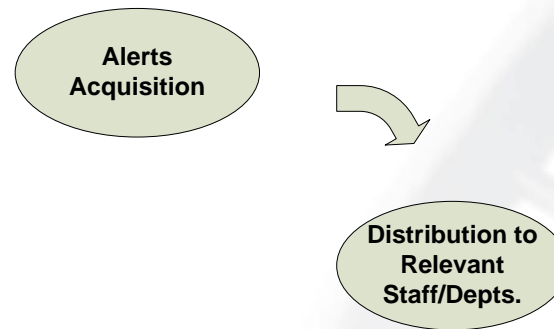 Alerts
Acquisition
Distribution to
Relevant
Staff/Depts.